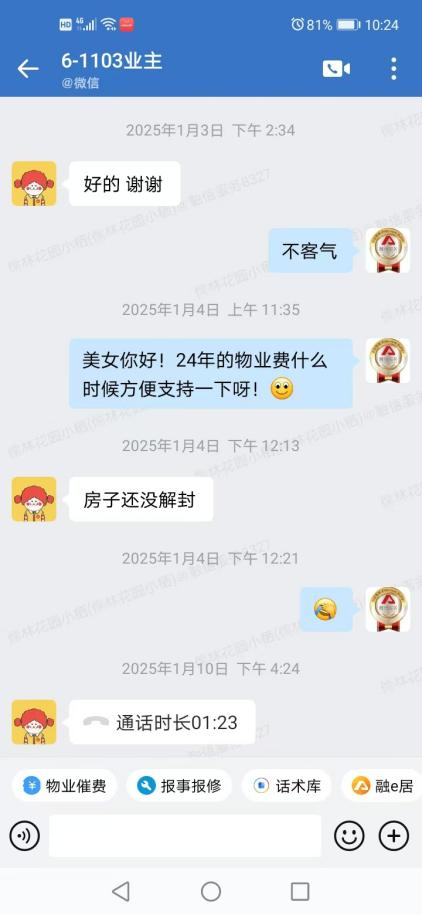 HD 4G 81% 10:24
6-1103业主
@微信
2025年1月3日 下午 2:34
好的 谢谢
不客气
2025年1月4日 上午 11:35
美女你好！24年的物业费什么
时候方便支持一下呀！
2025年1月4日 下午 12:13
房子还没解封
2025年1月4日 下午 12:21
2025年1月10日 下午 4:24
通话时长01:23
物业催费 报事报修 话术库 融e居